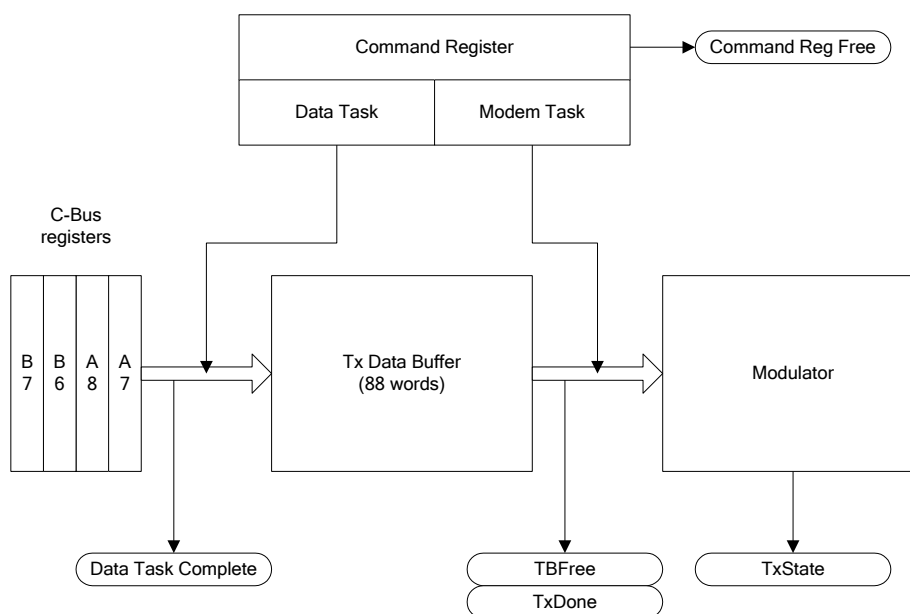 Command Register
Command Reg Free
Data Task
Modem Task
C-Bus
registers
B
7
B
6
A
8
A
7
Tx Data Buffer
(88 words)
Modulator
Data Task Complete
TBFree
TxDone
TxState